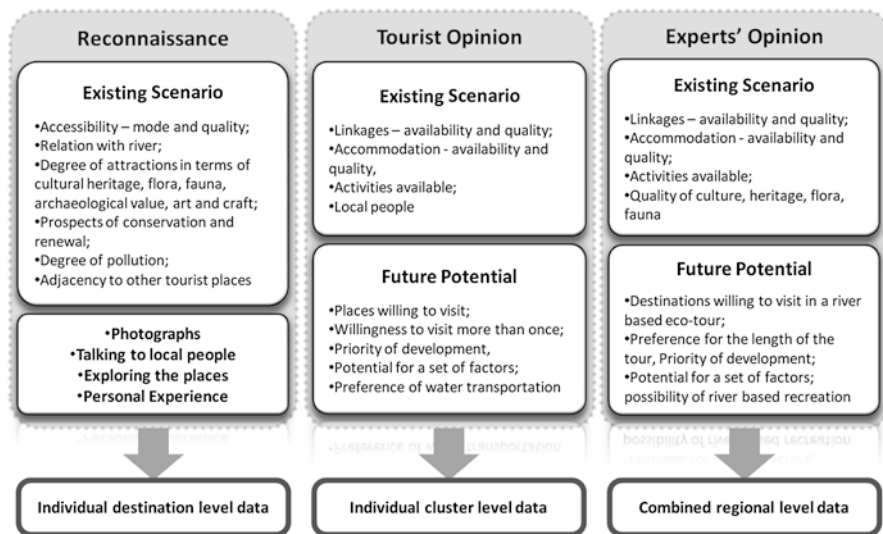 Reconnaissance
Existing Scenario
•Accessibility – mode and quality;
•Relation with river;
•Degree of attractions in terms of
cultural heritage, flora, fauna,
archaeological value, art and craft;
•Prospects of conservation and
renewal;
•Degree of pollution;
•Adjacency to other tourist places
•Photographs
•Talking to local people
•Exploring the places
•Personal Experience
Individual destination level data
Tourist Opinion
Existing Scenario
•Linkages – availability and quality;
•Accommodation - availability and
quality,
•Activities available;
•Local people
Future Potential
•Places willing to visit;
•Willingness to visit more than once;
•Priority of development,
•Potential for a set of factors;
•Preference of water transportation
Individual cluster level data
Experts’ Opinion
Existing Scenario
•Linkages – availability and quality;
•Accommodation - availability and
quality;
•Activities available;
•Quality of culture, heritage, flora,
fauna
Future Potential
•Destinations willing to visit in a river
based eco-tour;
•Preference for the length of the
tour, Priority of development;
•Potential for a set of factors;
possibility of river based recreation
Combined regional level data